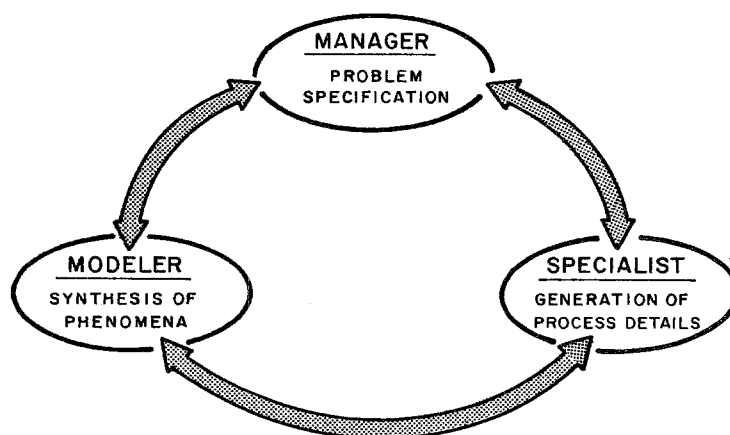 MANAGER
PROBLEM
SPECIFICATION
MODELER
SYNTHESIS OF
PHENOMENA
SPECIALIST
GENERATION OF
PROCESS DETAILS